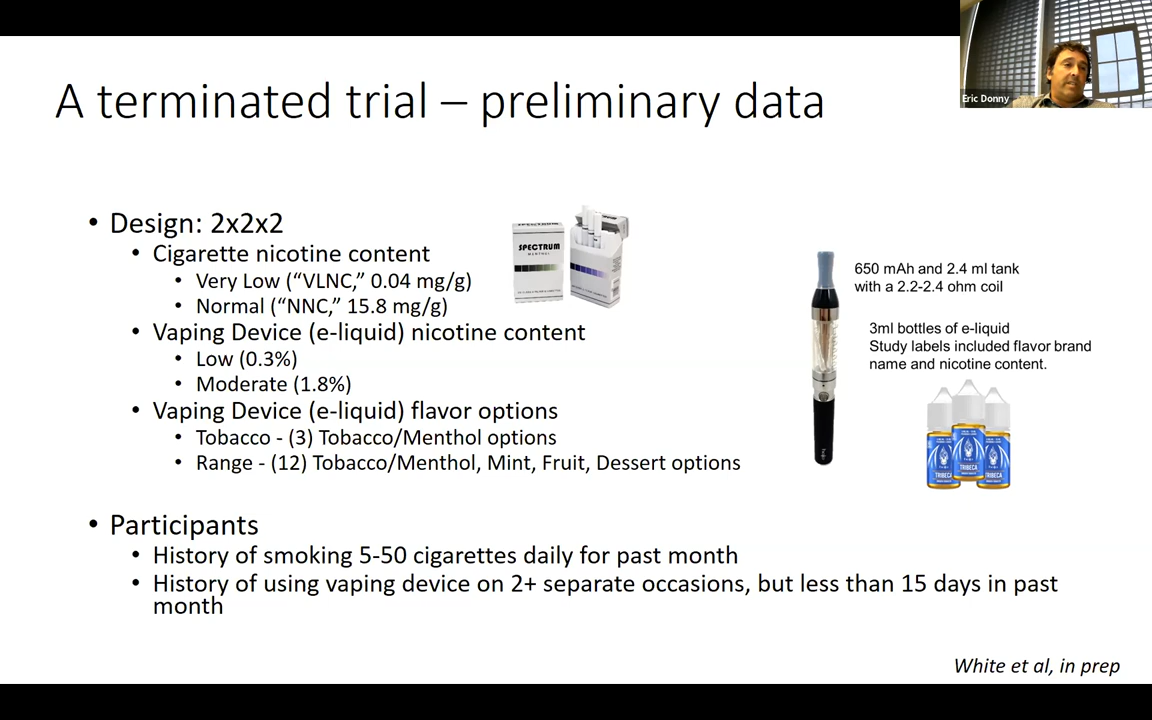 Eric Donny
A terminated trial – preliminary data
• Design: 2x2x2
• Cigarette nicotine content
• Very Low (“VLNC,” 0.04 mg/g)
• Normal (“NNC,” 15.8 mg/g)
• Vaping Device (e-liquid) nicotine content
• Low (0.3%)
• Moderate (1.8%)
• Vaping Device (e-liquid) flavor options
• Tobacco - (3) Tobacco/Menthol options
• Range - (12) Tobacco/Menthol, Mint, Fruit, Dessert options
SPECTRUM
MENTHOL
650 mAh and 2.4 ml tank
with a 2.2-2.4 ohm coil
3ml bottles of e-liquid
Study labels included flavor brand
name and nicotine content.
TRIBECA
TRIBECA
TRIBECA
• Participants
• History of smoking 5-50 cigarettes daily for past month
• History of using vaping device on 2+ separate occasions, but less than 15 days in past
month
White et al, in prep